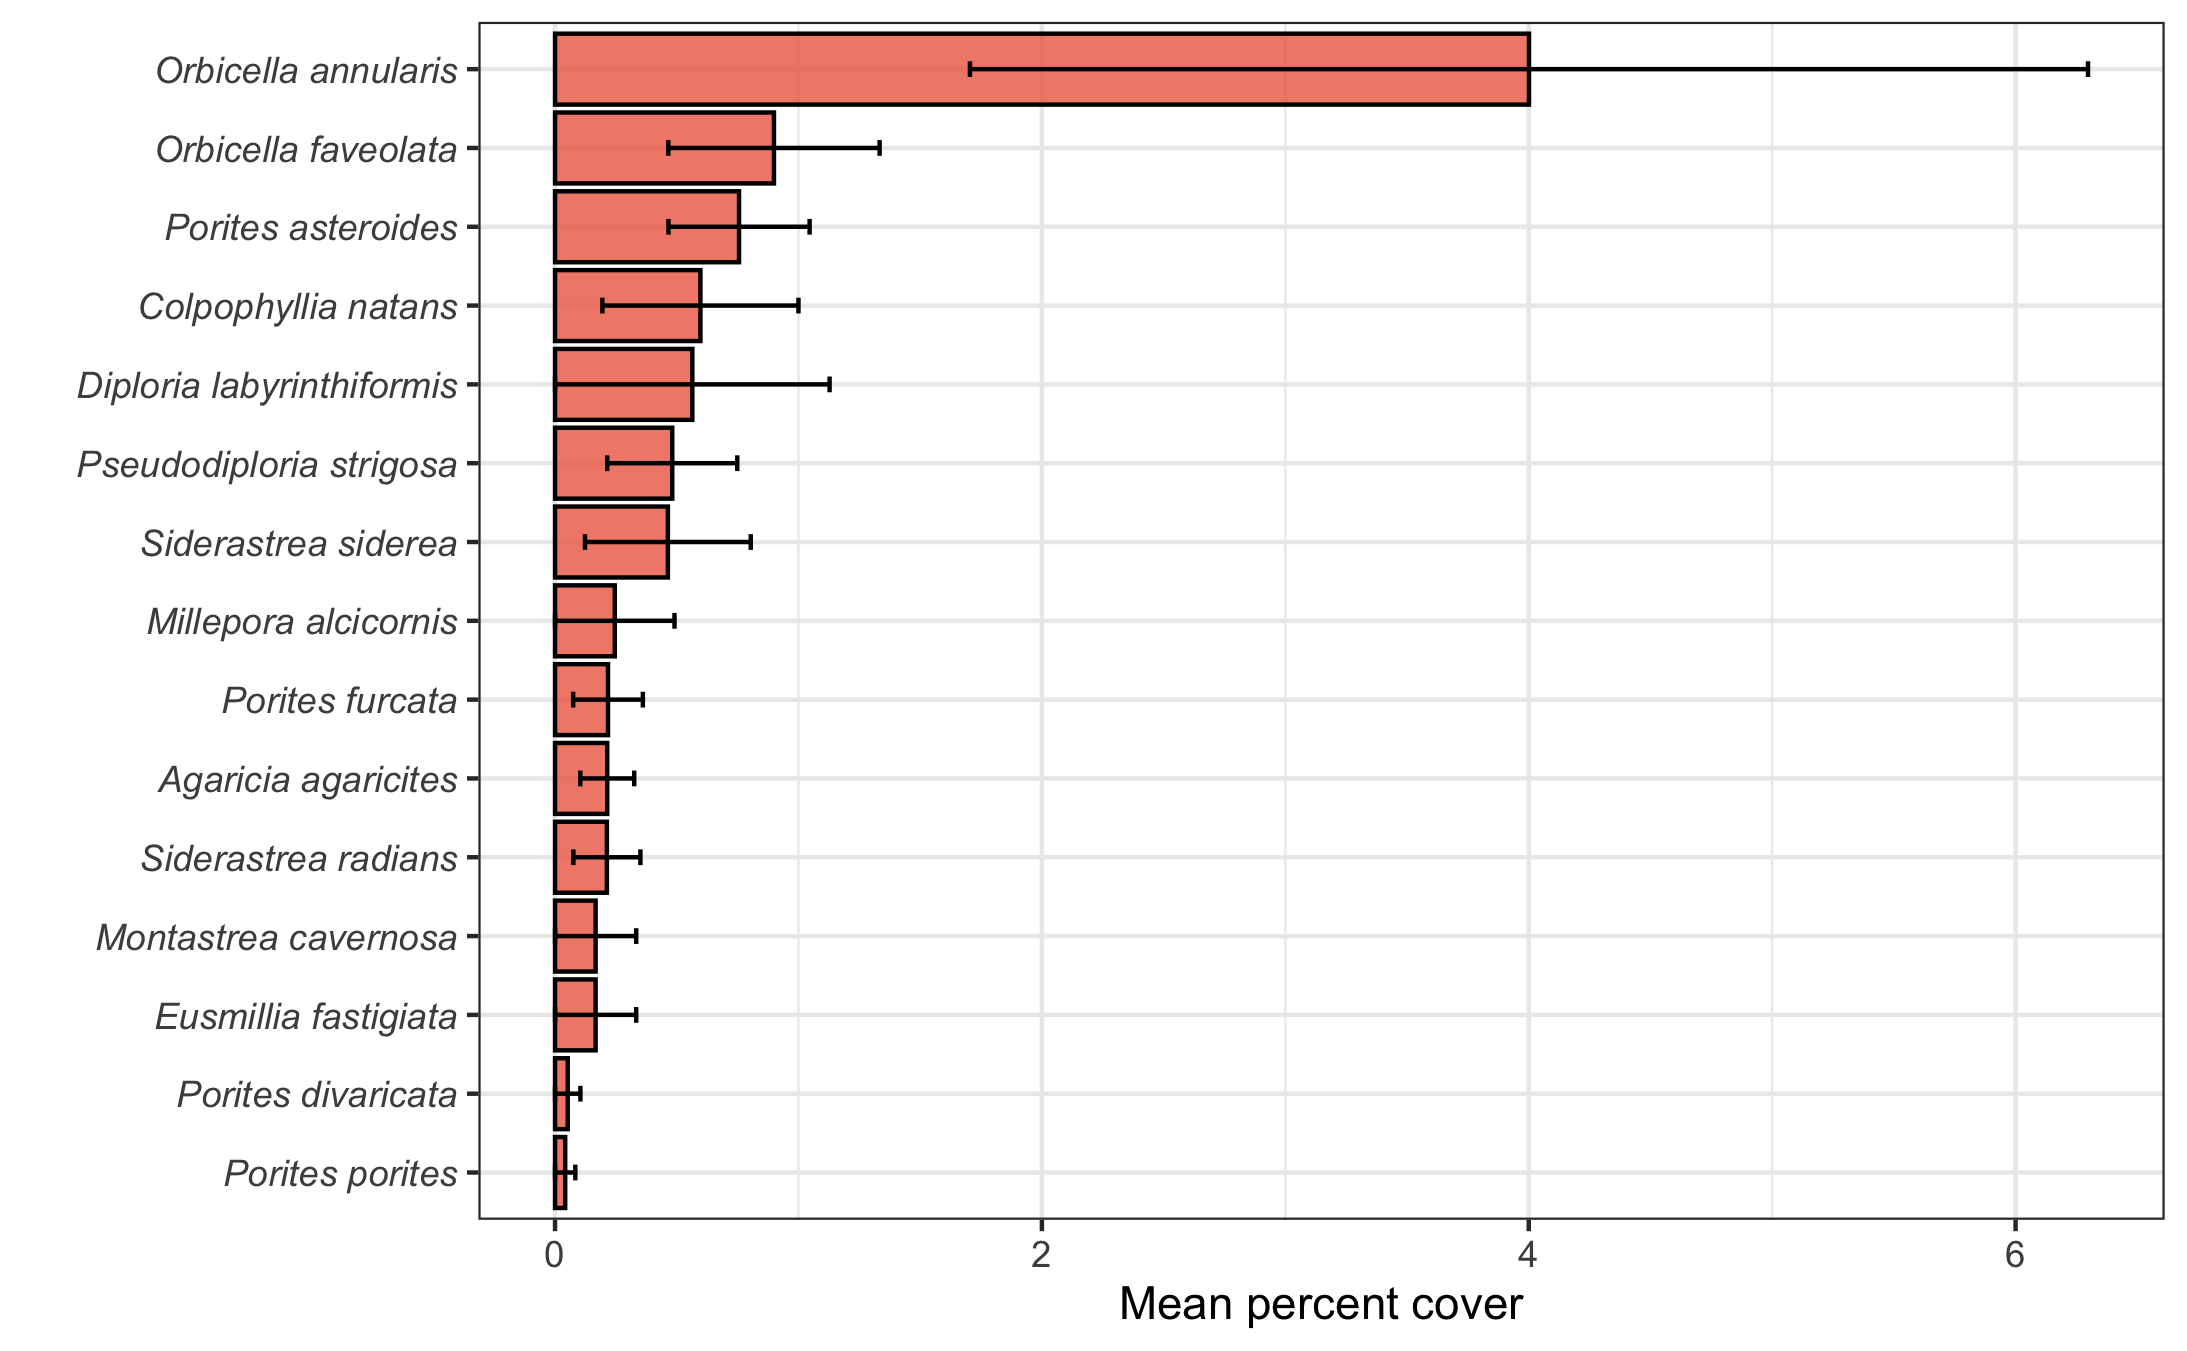 Orbicella annularis
Orbicella faveolata
Porites asteroides
Colpophyllia natans
Diploria labyrinthiformis
Pseudodiploria strigosa
Siderastrea siderea
Millepora alcicornis
Porites furcata
Agaricia agaricites
Siderastrea radians
Montastrea cavernosa
Eusmillia fastigiata
Porites divaricata
Porites porites
0 2 4 6
Mean percent cover